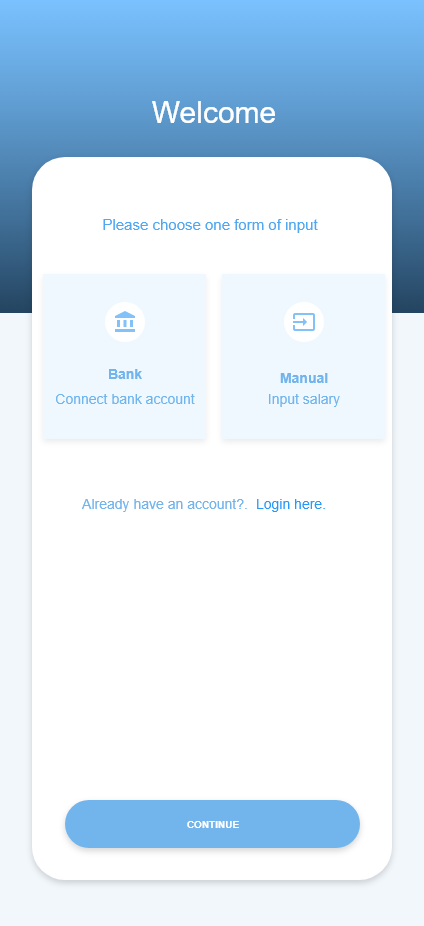 Welcome
Please choose one form of input
Bank
Connect bank account
Manual
Input salary
Already have an account?. Login here.
CONTINUE